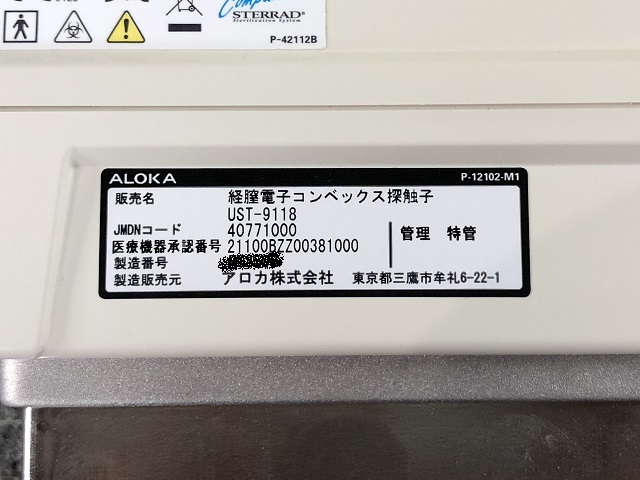 STERRAD
Sterilization System
P-42112B
ALOKA P-12102-M1
販売名 経膣電子コンベックス探触子
UST-9118
JMDNコード 40771000
医療機器承認番号 21100BZZ00381000
管理 特管
製造番号
製造販売元 アロカ株式会社 東京都三鷹市牟礼6-22-1